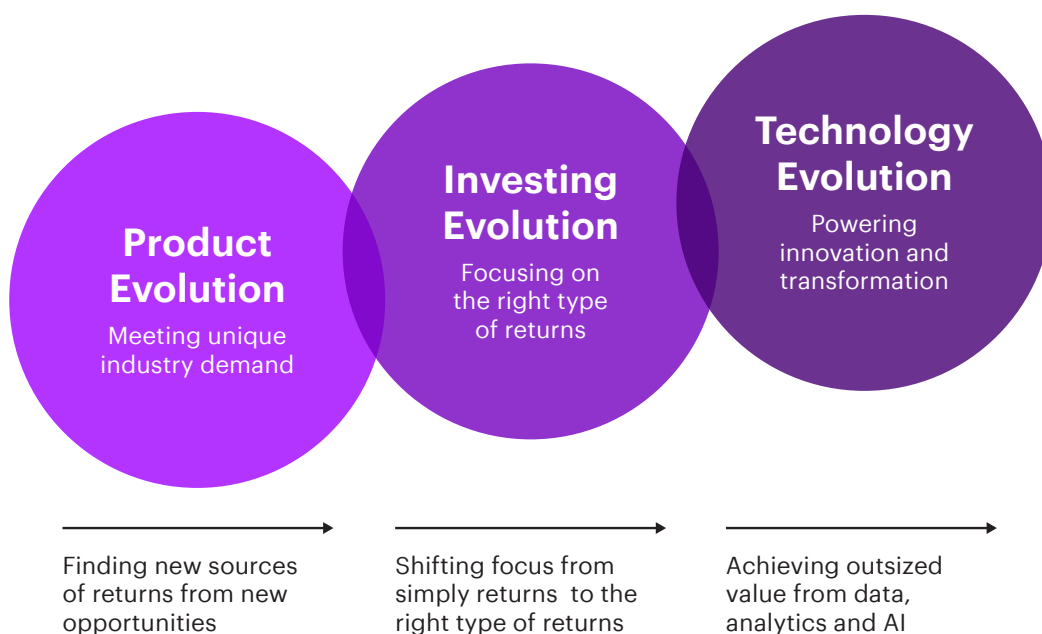 Product
Evolution
Meeting unique
industry demand
Investing
Evolution
Focusing on
the right type
of returns
Technology
Evolution
Powering
innovation and
transformation
Finding new sources
of returns from new
opportunities
Shifting focus from
simply returns  to the
right type of returns
Achieving outsized
value from data,
analytics and AI